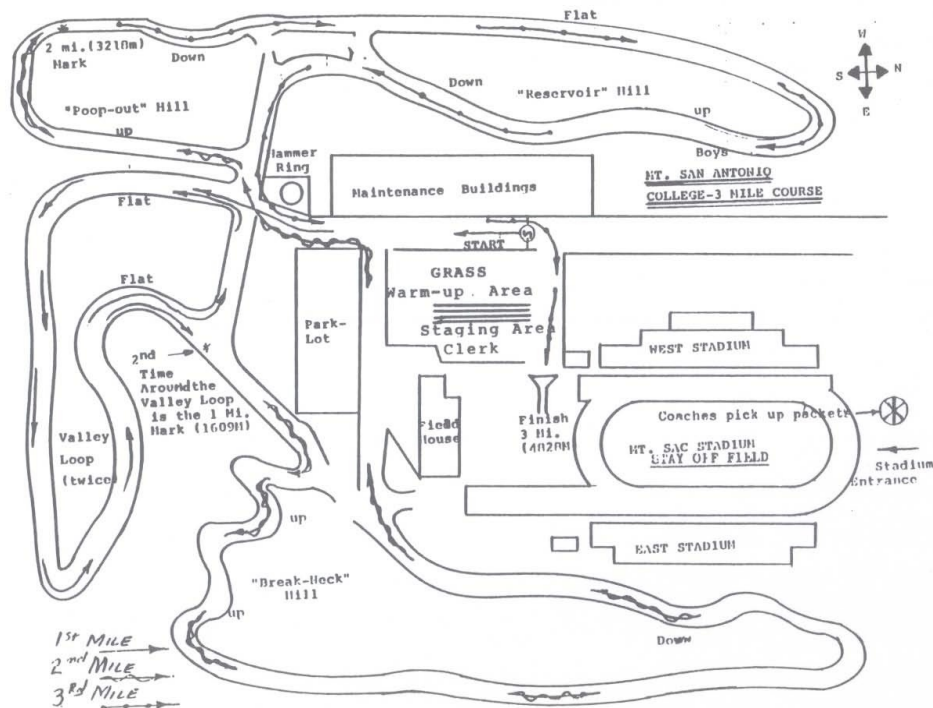 Flat
2 mi.(3218m)
Mark
Down
W
S N
E
"Poop-out" Hill
up
Down
"Reservoir" Hill
up
Boys
Hammer
Ring
Maintenance Buildings
MT. SAN ANTONIO
COLLEGE-3 MILE COURSE
Flat
START
GRASS
Warm-up Area
Staging Area
Clerk
Flat
Park-
Lot
WEST STADIUM
2nd
Time
Aroundthe
Valley Loop
is the 1 Mi.
Mark (1609M)
Valley
Loop
(twice)
Field
House
Finish
3 Mi.
(4828M
Coaches pick up packets
MT. SAC STADIUM
STAY OFF FIELD
Stadium
Entrance
up
EAST STADIUM
"Break-Neck"
Hill
up
Down
1st MILE
2nd MILE
3Rd MILE